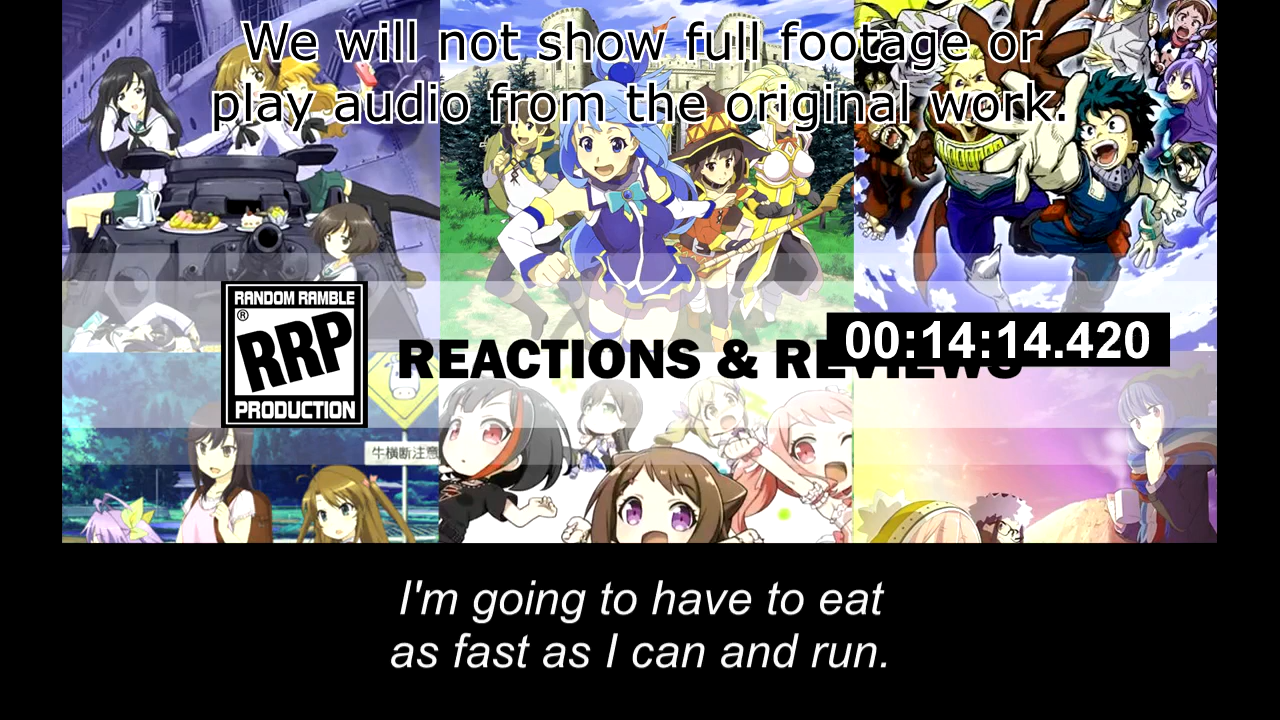 We will not show full footage or
play audio from the original work.
RANDOM RAMBLE
®
RRP
PRODUCTION
REACTIONS & REVIEWS
00:14:14.420
牛横断注意
I'm going to have to eat
as fast as I can and run.